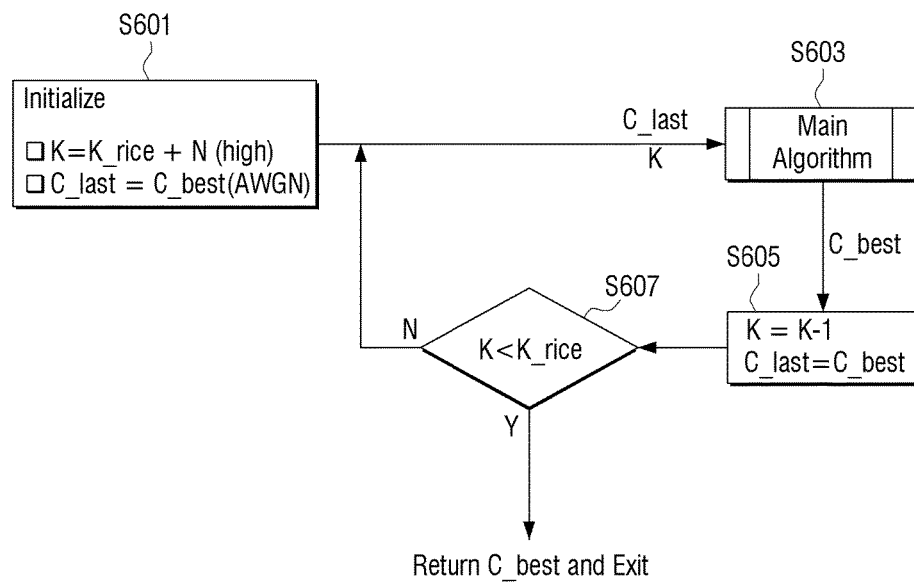 S601
Initialize
K=K_rice + N (high)
C_last = C_best(AWGN)
C_last
K
S603
Main
Algorithm
C_best
S605
K = K-1
C_last=C_best
S607
K<K_rice
N
Y
Return C_best and Exit